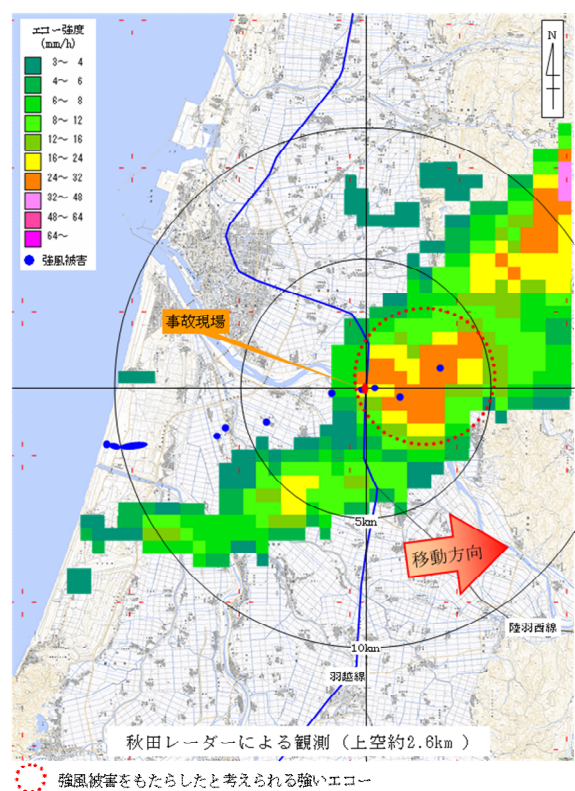 エコー強度
(mm/h)
3～ 4
4～ 6
6～ 8
8～12
12～16
16～24
24～32
32～48
48～64
64～
強風被害
N
事故現場
5km
移動方向
陸羽西線
10km
羽越線
秋田レーダーによる観測（上空約2.6km ）
強風被害をもたらしたと考えられる強いエコー